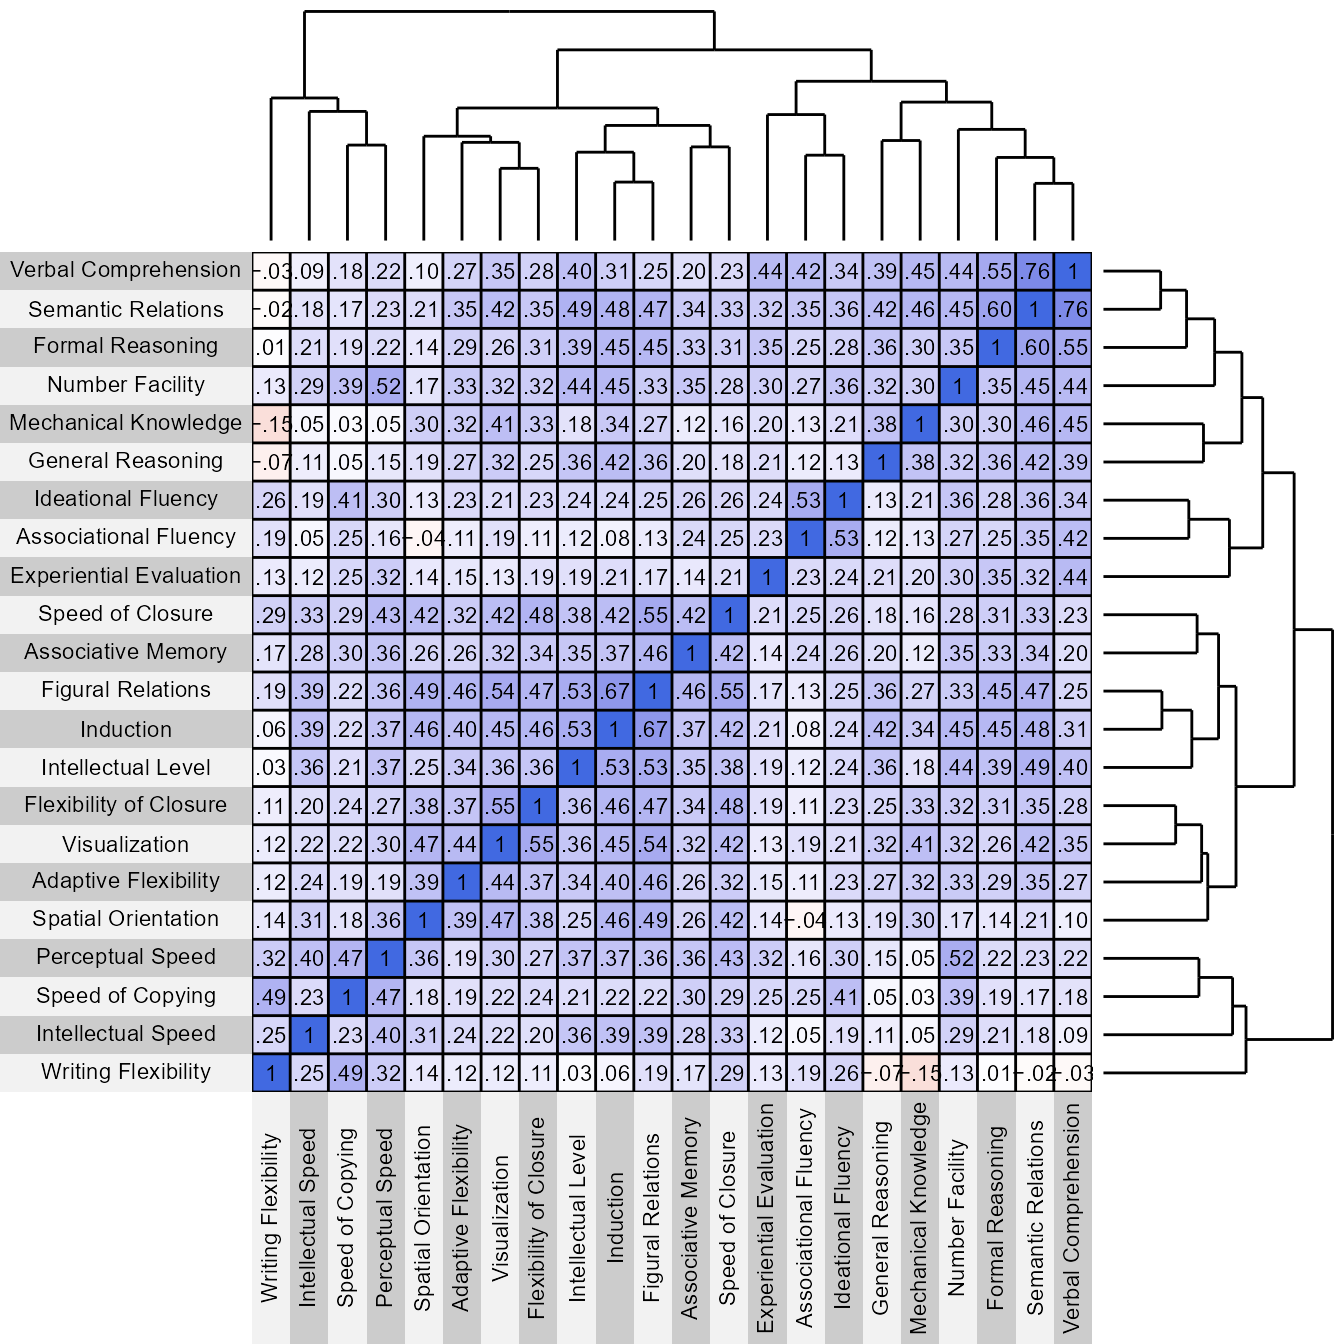 Verbal Comprehension -.03 .09 .18 .22 .10 .27 .35 .28 .40 .31 .25 .20 .23 .44 .42 .34 .39 .45 .44 .55 .76 1
Semantic Relations -.02 .18 .17 .23 .21 .35 .42 .35 .49 .48 .47 .34 .33 .32 .35 .36 .42 .46 .45 .60 1 .76
Formal Reasoning .01 .21 .19 .22 .14 .29 .26 .31 .39 .45 .45 .33 .31 .35 .25 .28 .36 .30 .35 1 .60 .55
Number Facility .13 .29 .39 .52 .17 .33 .32 .32 .44 .45 .33 .35 .28 .30 .27 .36 .32 .30 1 .35 .45 .44
Mechanical Knowledge -.15 .05 .03 .05 .30 .32 .41 .33 .18 .34 .27 .12 .16 .20 .13 .21 .38 1 .30 .30 .46 .45
General Reasoning -.07 .11 .05 .15 .19 .27 .32 .25 .36 .42 .36 .20 .18 .21 .12 .13 1 .38 .32 .36 .42 .39
Ideational Fluency .26 .19 .41 .30 .13 .23 .21 .23 .24 .24 .25 .26 .26 .24 .53 1 .13 .21 .36 .28 .36 .34
Associational Fluency .19 .05 .25 .16 -.04 .11 .19 .11 .12 .08 .13 .24 .25 .23 1 .53 .12 .13 .27 .25 .35 .42
Experiential Evaluation .13 .12 .25 .32 .14 .15 .13 .19 .19 .21 .17 .14 .21 1 .23 .24 .21 .20 .30 .35 .32 .44
Speed of Closure .29 .33 .29 .43 .42 .32 .42 .48 .38 .42 .55 .42 1 .21 .25 .26 .18 .16 .28 .31 .33 .23
Associative Memory .17 .28 .30 .36 .26 .26 .32 .34 .35 .37 .46 1 .42 .14 .24 .26 .20 .12 .35 .33 .34 .20
Figural Relations .19 .39 .22 .36 .49 .46 .54 .47 .53 .67 1 .46 .55 .17 .13 .25 .36 .27 .33 .45 .47 .25
Induction .06 .39 .22 .37 .46 .40 .45 .46 .53 1 .67 .37 .42 .21 .08 .24 .42 .34 .45 .45 .48 .31
Intellectual Level .03 .36 .21 .37 .25 .34 .36 .36 1 .53 .53 .35 .38 .19 .12 .24 .36 .18 .44 .39 .49 .40
Flexibility of Closure .11 .20 .24 .27 .38 .37 .55 1 .36 .46 .47 .34 .48 .19 .11 .23 .25 .33 .32 .31 .35 .28
Visualization .12 .22 .22 .30 .47 .44 1 .55 .36 .45 .54 .32 .42 .13 .19 .21 .32 .41 .32 .26 .42 .35
Adaptive Flexibility .12 .24 .19 .19 .39 1 .44 .37 .34 .40 .46 .26 .32 .15 .11 .23 .27 .32 .33 .29 .35 .27
Spatial Orientation .14 .31 .18 .36 1 .39 .47 .38 .25 .46 .49 .26 .42 .14 -.04 .13 .19 .30 .17 .14 .21 .10
Perceptual Speed .32 .40 .47 1 .36 .19 .30 .27 .37 .37 .36 .36 .43 .32 .16 .30 .15 .05 .52 .22 .23 .22
Speed of Copying .49 .23 1 .47 .18 .19 .22 .24 .21 .22 .22 .30 .29 .25 .25 .41 .05 .03 .39 .19 .17 .18
Intellectual Speed .25 1 .23 .40 .31 .24 .22 .20 .36 .39 .39 .28 .33 .12 .05 .19 .11 .05 .29 .21 .18 .09
Writing Flexibility 1 .25 .49 .32 .14 .12 .12 .11 .03 .06 .19 .17 .29 .13 .19 .26 -.07 -.15 .13 .01 -.02 -.03
Writing Flexibility
Intellectual Speed
Speed of Copying
Perceptual Speed
Spatial Orientation
Adaptive Flexibility
Visualization
Flexibility of Closure
Intellectual Level
Induction
Figural Relations
Associative Memory
Speed of Closure
Experiential Evaluation
Associational Fluency
Ideational Fluency
General Reasoning
Mechanical Knowledge
Number Facility
Formal Reasoning
Semantic Relations
Verbal Comprehension